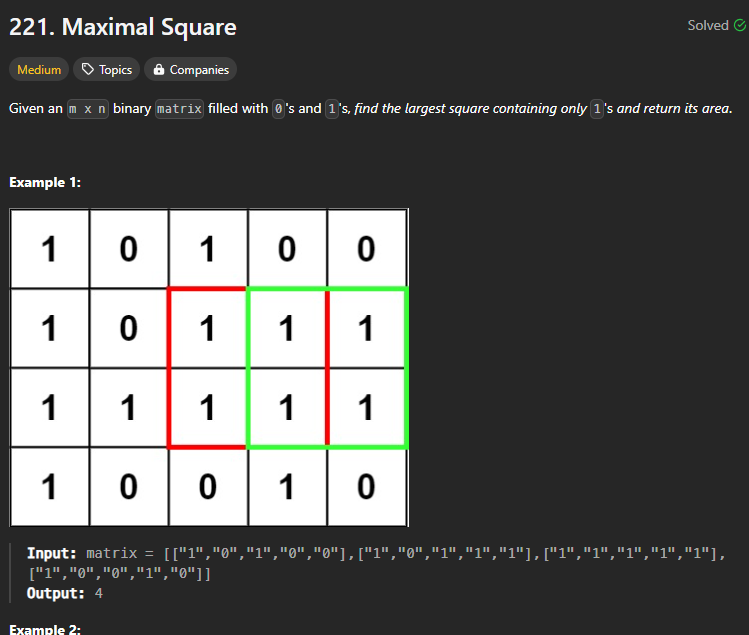 221. Maximal Square
Solved
Medium Topics Companies
Given an m x n binary matrix filled with 0's and 1's, find the largest square containing only 1's and return its area.
Example 1:
1 0 1 0 0
1 0 1 1 1
1 1 1 1 1
1 0 0 1 0
Input: matrix = [["1","0","1","0","0"],["1","0","1","1","1"],["1","1","1","1","1"],
["1","0","0","1","0"]]
Output: 4
Example 2: